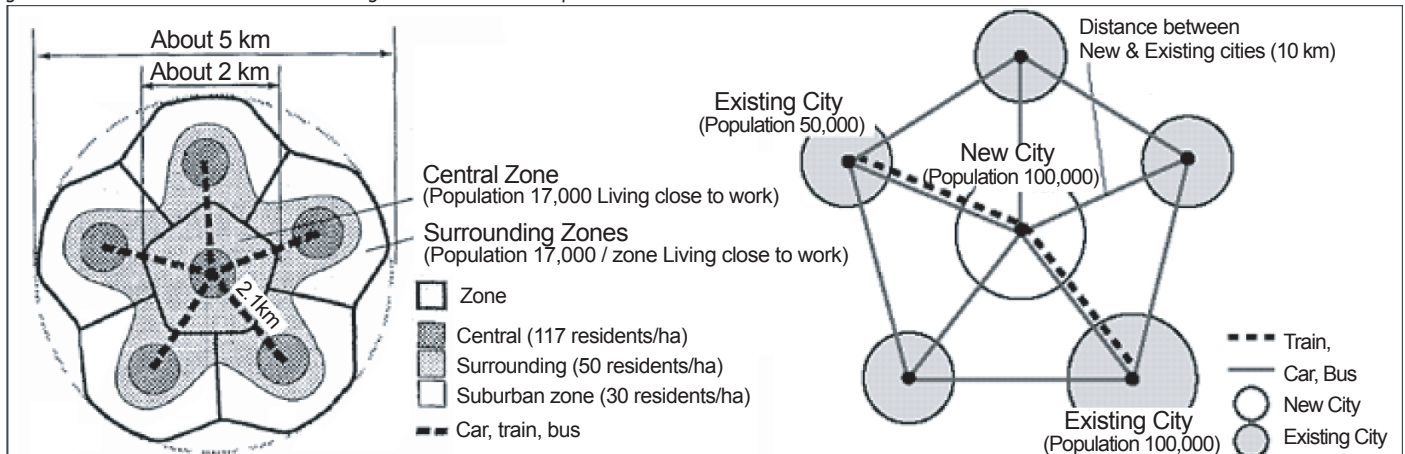 About 5 km
About 2 km
2.1km
Central Zone
(Population 17,000 Living close to work)
Surrounding Zones
(Population 17,000 / zone Living close to work)
Zone
Central (117 residents/ha)
Surrounding (50 residents/ha)
Suburban zone (30 residents/ha)
Car, train, bus
Distance between
New & Existing cities (10 km)
Existing City
(Population 50,000)
New City
(Population 100,000)
Existing City
(Population 100,000)
Train,
Car, Bus
New City
Existing City